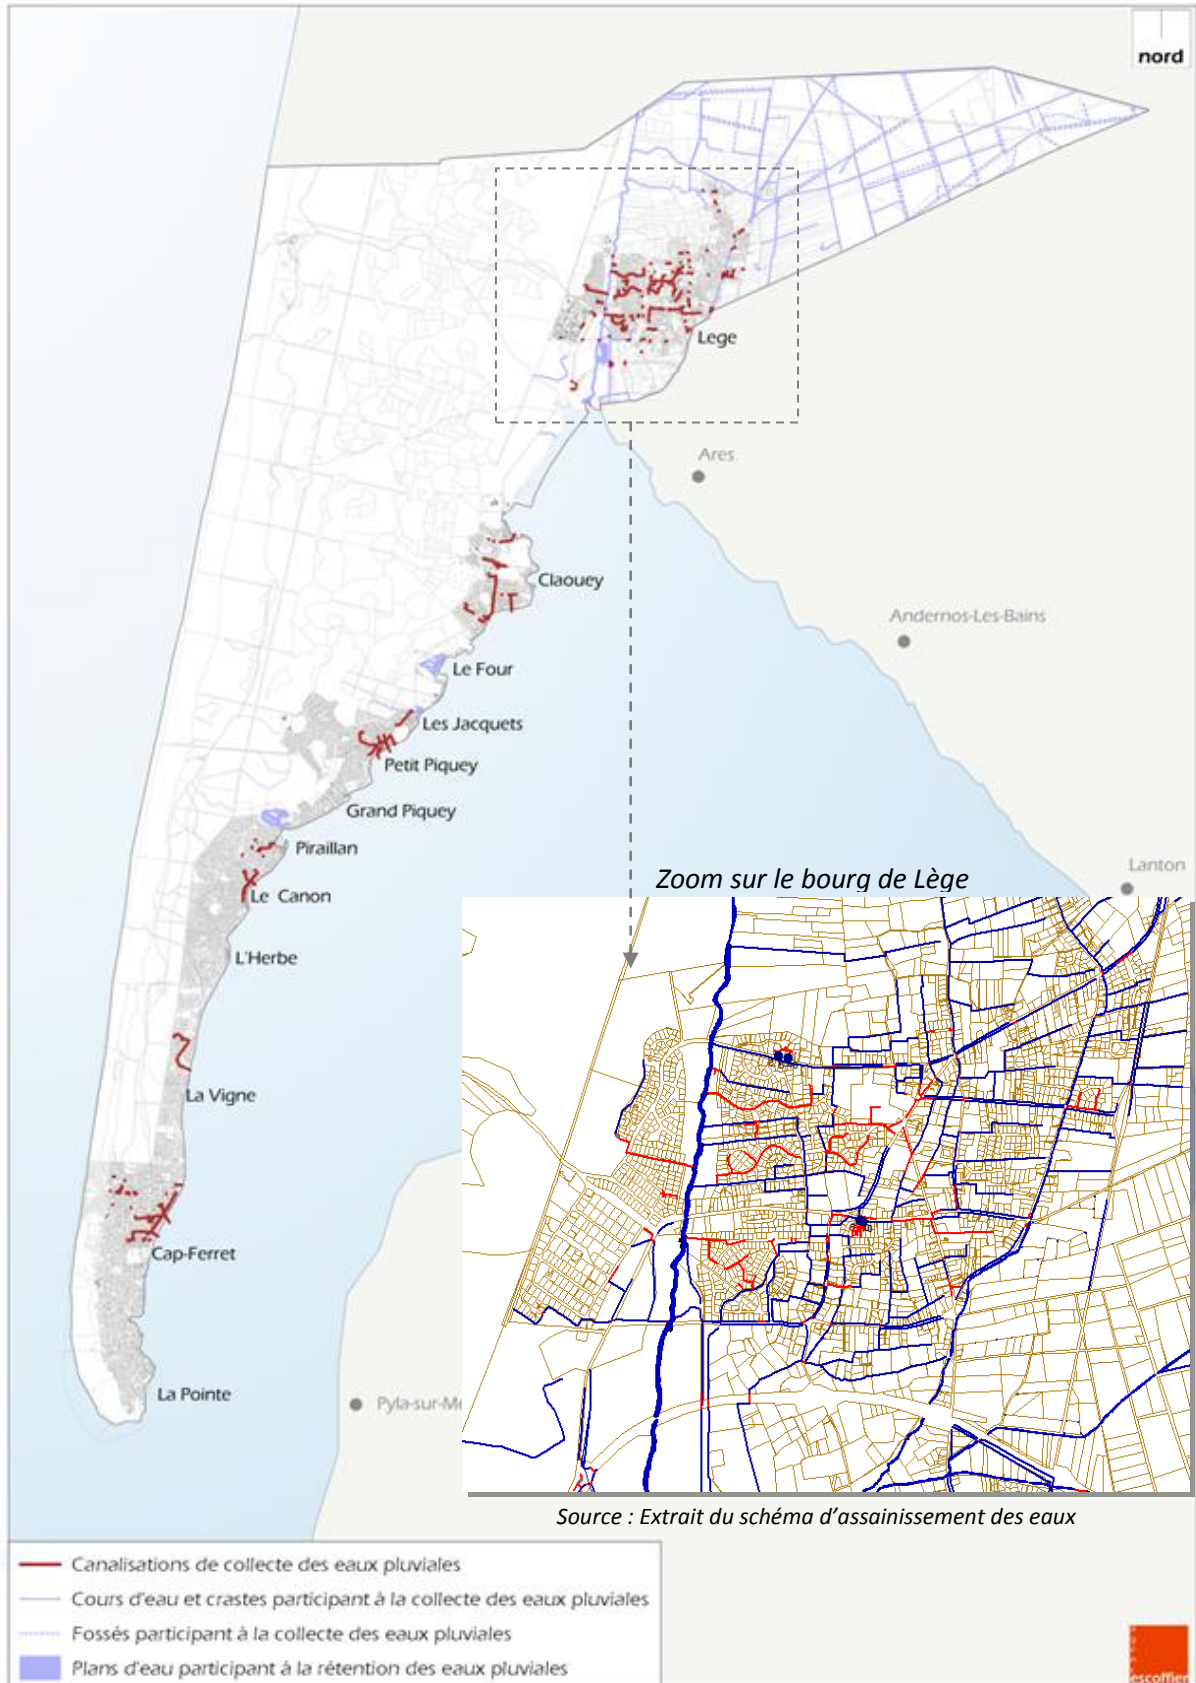 nord
Lege
Ares
Claouey
Andernos-Les-Bains
Le Four
Les Jacquets
Petit Piquey
Grand Piquey
Piraillan
Lanton
Zoom sur le bourg de Lège
Le Canon
L'Herbe
La Vigne
Cap-Ferret
La Pointe
Pyla-sur-M
Source : Extrait du schéma d'assainissement des eaux
Canalisations de collecte des eaux pluviales
Cours d'eau et crastes participant à la collecte des eaux pluviales
Fossés participant à la collecte des eaux pluviales
Plans d'eau participant à la rétention des eaux pluviales
escoffier